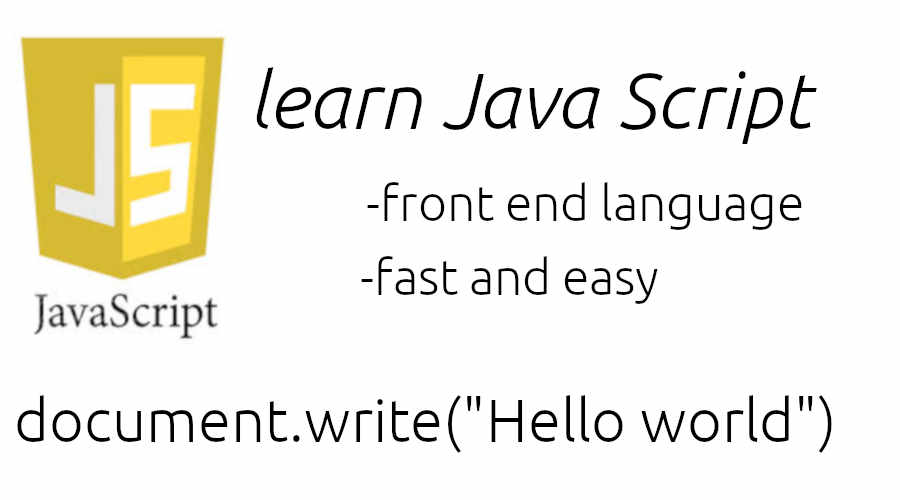 JS
JavaScript
learn Java Script
-front end language
-fast and easy
document.write("Hello world")